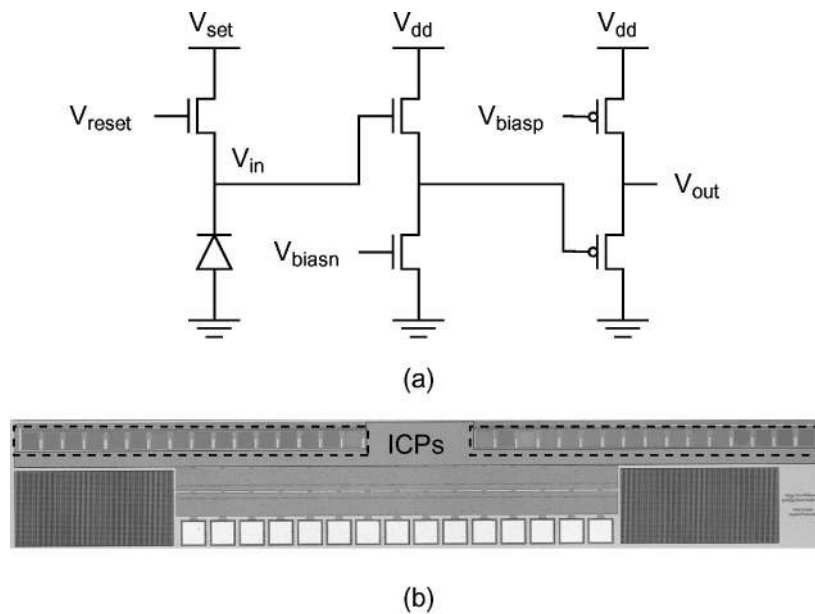 V_set V_dd V_dd
V_reset V_biasp
V_in
V_out
V_biasn
(a)
ICPs
(b)